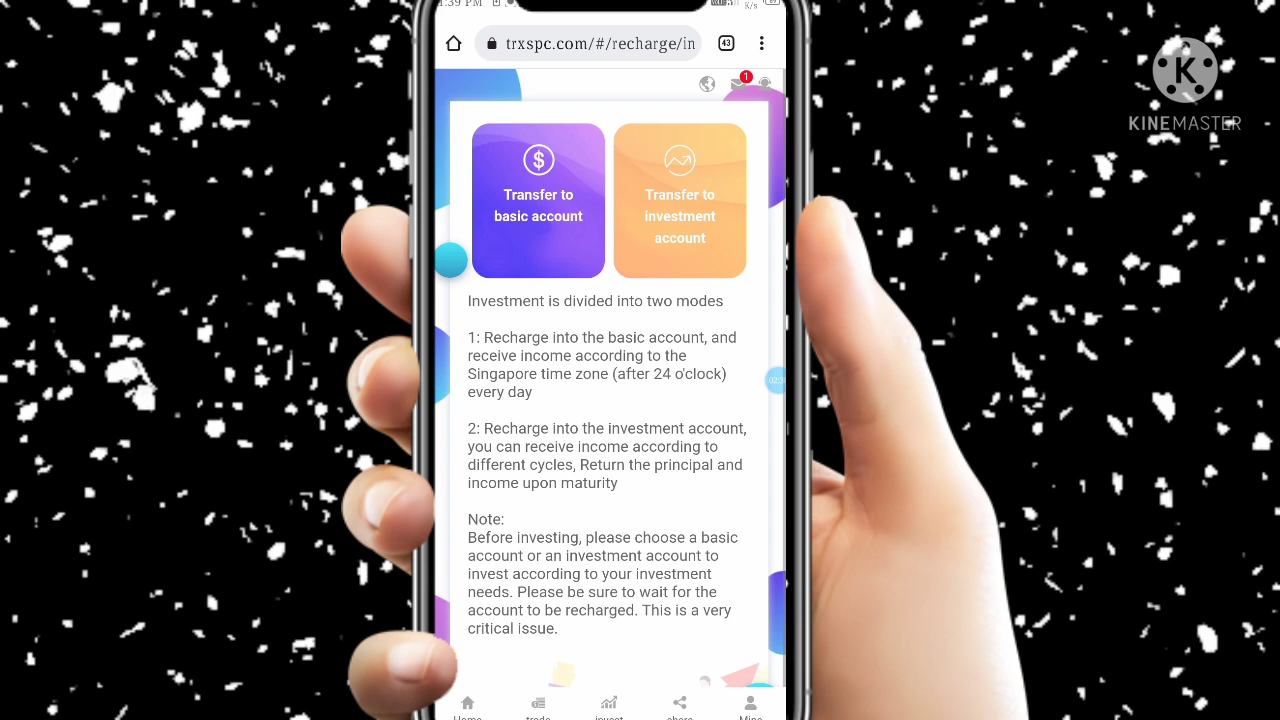 1:39 PM
K/s
trxspc.com/#/recharge/in
43
1
K
KINEMASTER
Transfer to
basic account
Transfer to
investment
account
Investment is divided into two modes
1: Recharge into the basic account, and
receive income according to the
Singapore time zone (after 24 o'clock)
every day
2: Recharge into the investment account,
you can receive income according to
different cycles, Return the principal and
income upon maturity
Note:
Before investing, please choose a basic
account or an investment account to
invest according to your investment
needs. Please be sure to wait for the
account to be recharged. This is a very
critical issue.
Home
trade
invest
share
Mine